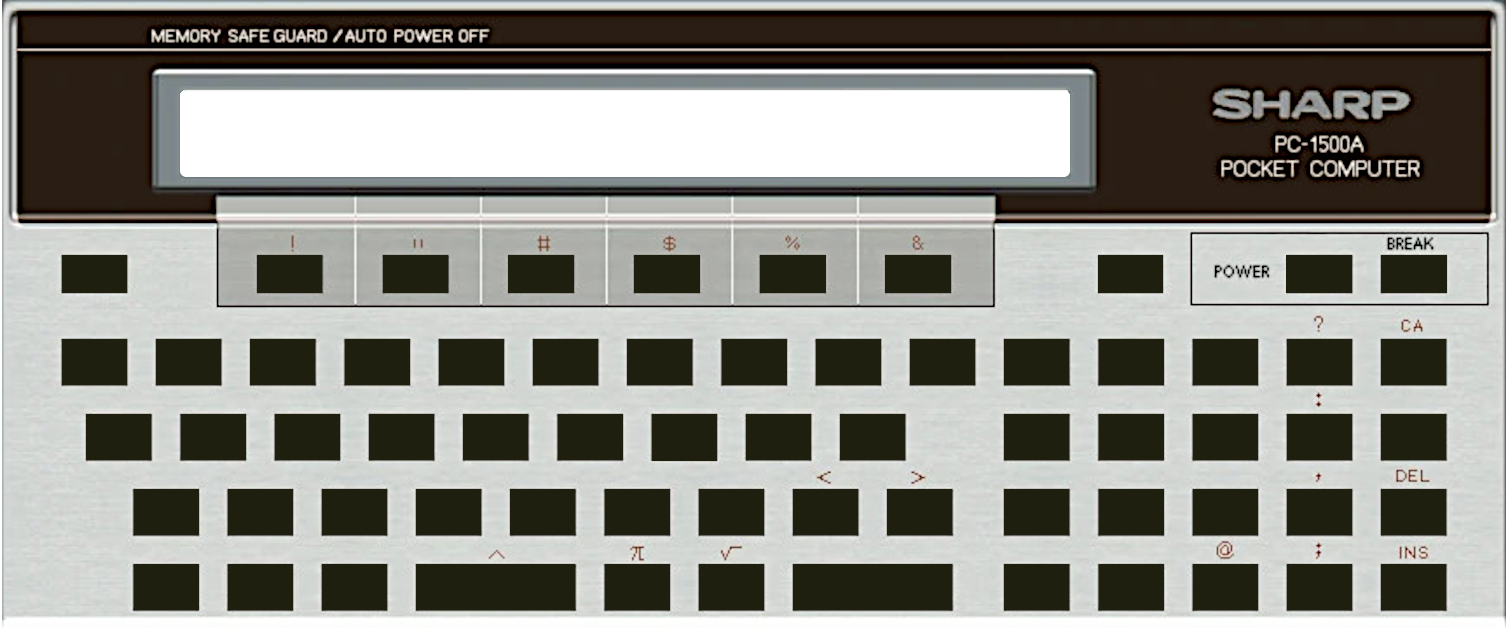 MEMORY SAFE GUARD / AUTO POWER OFF
SHARP
PC-1500A
POCKET COMPUTER
! " # $ % &
BREAK
POWER
? CA
:
< > , DEL
^ π √ @ ; INS